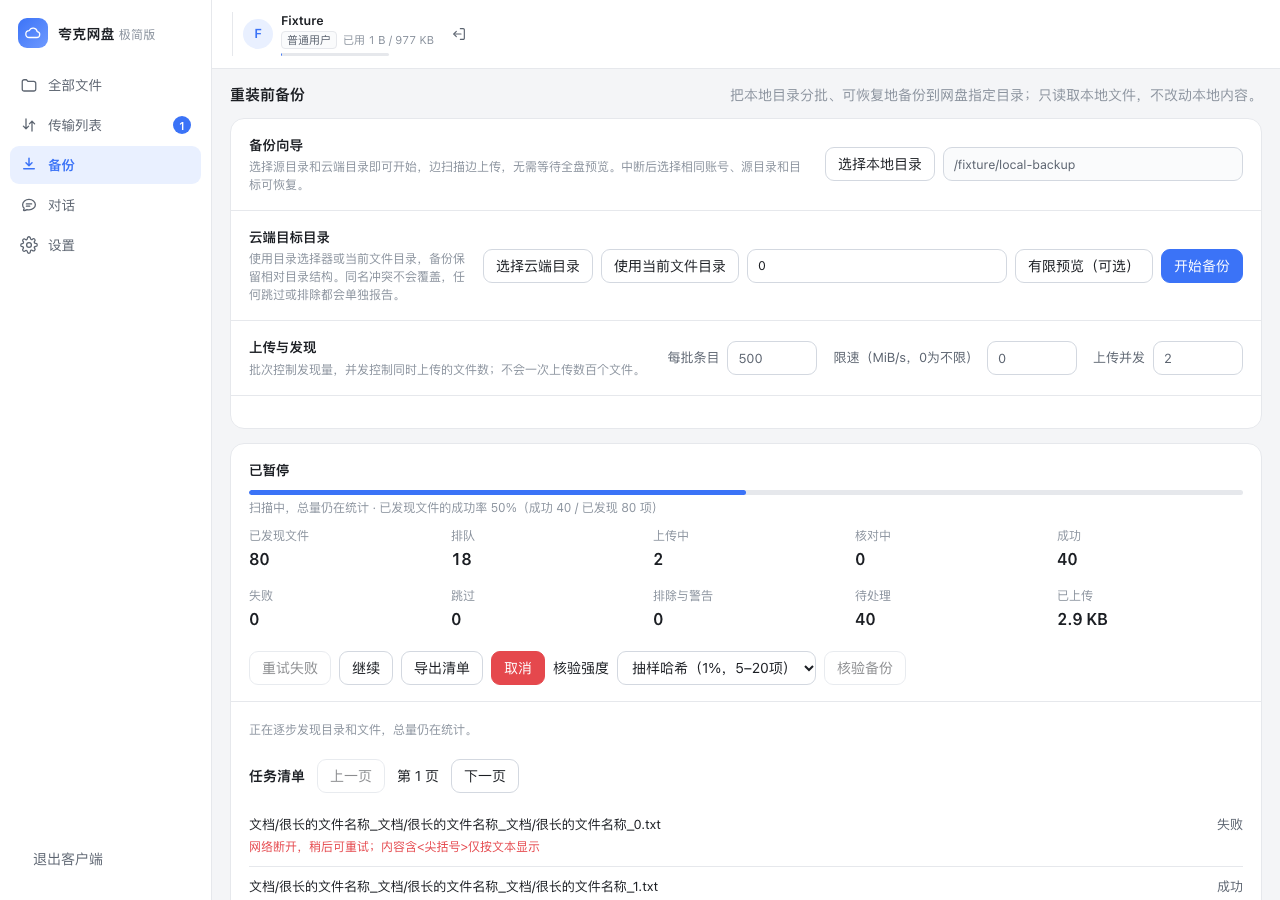 夸克网盘 极简版
全部文件
传输列表
1
备份
对话
设置
退出客户端
F
Fixture
普通用户 已用 1 B / 977 KB
重装前备份
把本地目录分批、可恢复地备份到网盘指定目录；只读取本地文件，不改动本地内容。
备份向导
选择源目录和云端目录即可开始，边扫描边上传，无需等待全盘预览。中断后选择相同账号、源目录和目
标可恢复。
选择本地目录
/fixture/local-backup
云端目标目录
使用目录选择器或当前文件目录，备份保
留相对目录结构。同名冲突不会覆盖，任
何跳过或排除都会单独报告。
选择云端目录
使用当前文件目录
0
有限预览（可选）
开始备份
上传与发现
批次控制发现量，并发控制同时上传的文件数；不会一次上传数百个文件。
每批条目
500
限速（MiB/s，0为不限）
0
上传并发
2
已暂停
扫描中，总量仍在统计 · 已发现文件的成功率 50%（成功 40 / 已发现 80 项）
已发现文件
80
排队
18
上传中
2
核对中
0
成功
40
失败
0
跳过
0
排除与警告
0
待处理
40
已上传
2.9 KB
重试失败
继续
导出清单
取消
核验强度
抽样哈希（1%，5–20项）
核验备份
正在逐步发现目录和文件，总量仍在统计。
任务清单
上一页
第 1 页
下一页
文档/很长的文件名称_文档/很长的文件名称_文档/很长的文件名称_0.txt
失败
网络断开，稍后可重试；内容含<尖括号>仅按文本显示
文档/很长的文件名称_文档/很长的文件名称_文档/很长的文件名称_1.txt
成功